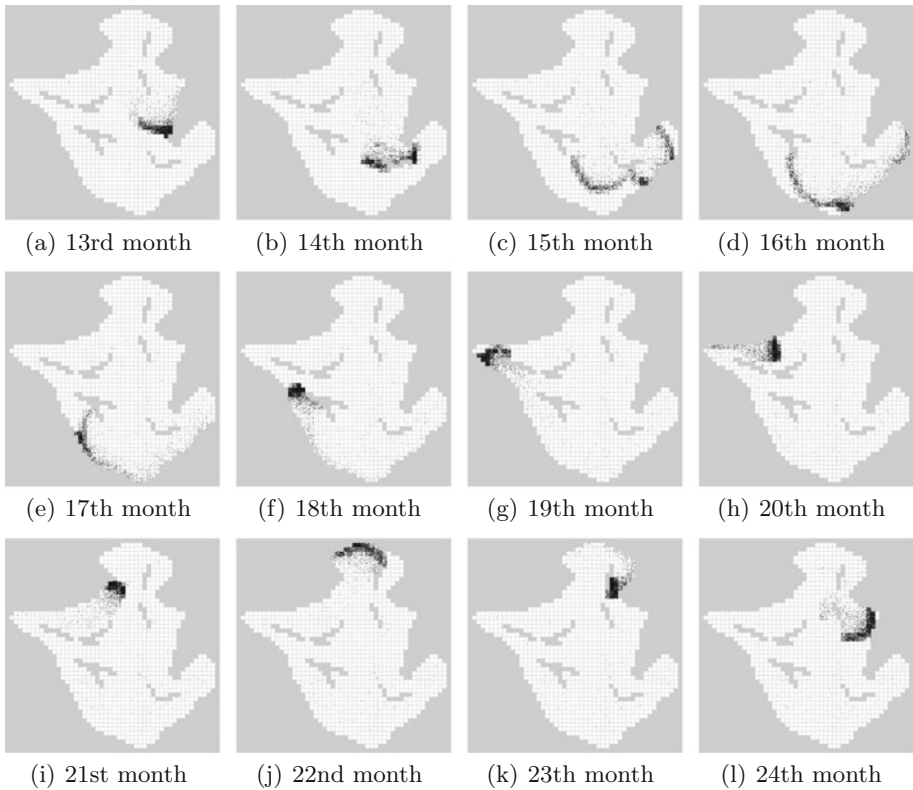 (a) 13rd month
(b) 14th month
(c) 15th month
(d) 16th month
(e) 17th month
(f) 18th month
(g) 19th month
(h) 20th month
(i) 21st month
(j) 22nd month
(k) 23th month
(l) 24th month